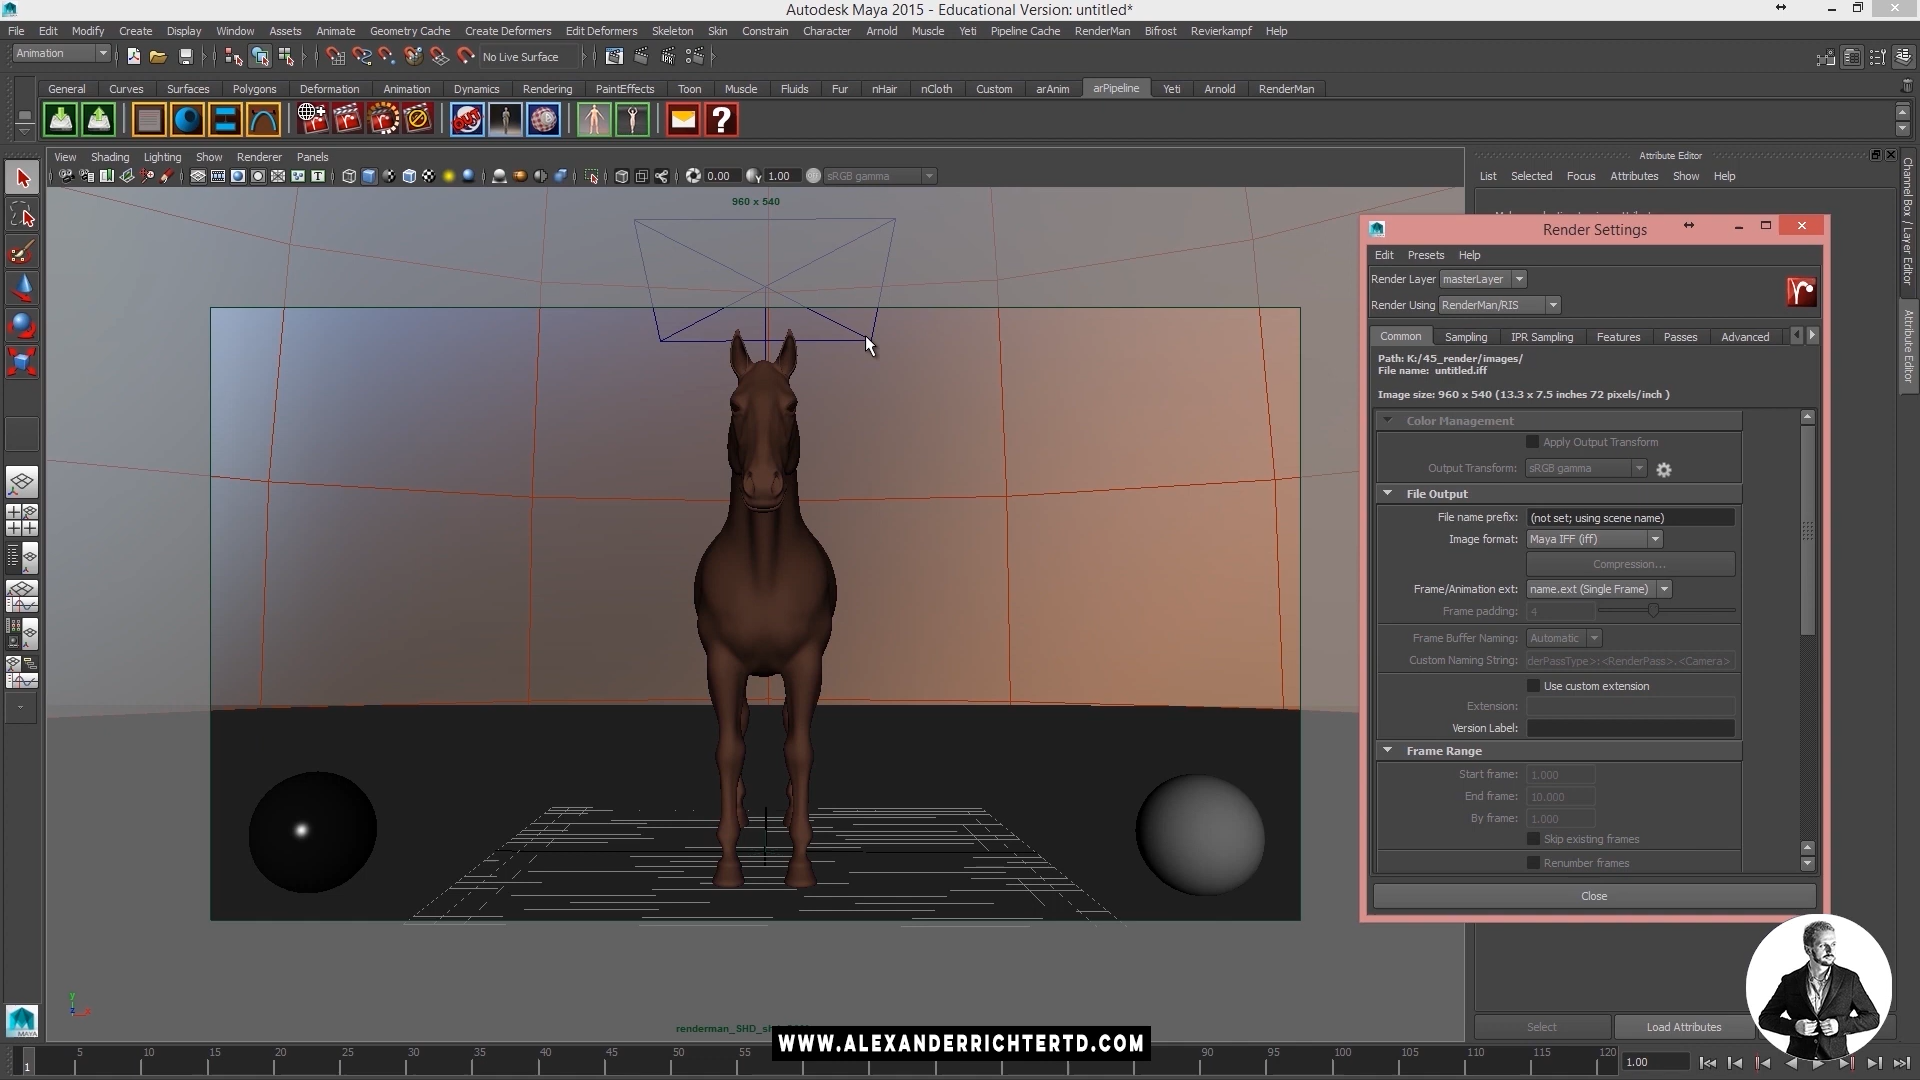 Autodesk Maya 2015 - Educational Version: untitled*
File Edit Modify Create Display Window Assets Animate Geometry Cache Create Deformers Edit Deformers Skeleton Skin Constrain Character Arnold Muscle Yeti Pipeline Cache RenderMan Bifrost Revierkampf Help
Animation No Live Surface
General Curves Surfaces Polygons Deformation Animation Dynamics Rendering PaintEffects Toon Muscle Fluids Fur nHair nCloth Custom arAnim arPipeline Yeti Arnold RenderMan
OUT ?
View Shading Lighting Show Renderer Panels
0.00 1.00 sRGB gamma
960 x 540
Attribute Editor
List Selected Focus Attributes Show Help
Channel Box / Layer Editor
Attribute Editor
Render Settings
Edit Presets Help
Render Layer masterLayer
Render Using RenderMan/RIS
Common Sampling IPR Sampling Features Passes Advanced
Path: K:/45_render/images/
File name: untitled.iff
Image size: 960 x 540 (13.3 x 7.5 inches 72 pixels/inch )
Color Management
Apply Output Transform
Output Transform: sRGB gamma
File Output
File name prefix: (not set; using scene name)
Image format: Maya IFF (iff)
Compression...
Frame/Animation ext: name.ext (Single Frame)
Frame padding: 4
Frame Buffer Naming: Automatic
Custom Naming String: derPassType>:<RenderPass>.<Camera>
Use custom extension
Extension:
Version Label:
Frame Range
Start frame: 1.000
End frame: 10.000
By frame: 1.000
Skip existing frames
Renumber frames
Close
Select Load Attributes
y
x
z
MAYA
WWW.ALEXANDERRICHTERTD.COM
1 5 10 15 20 25 30 35 40 45 50 55 90 95 100 105 110 115 120 1.00